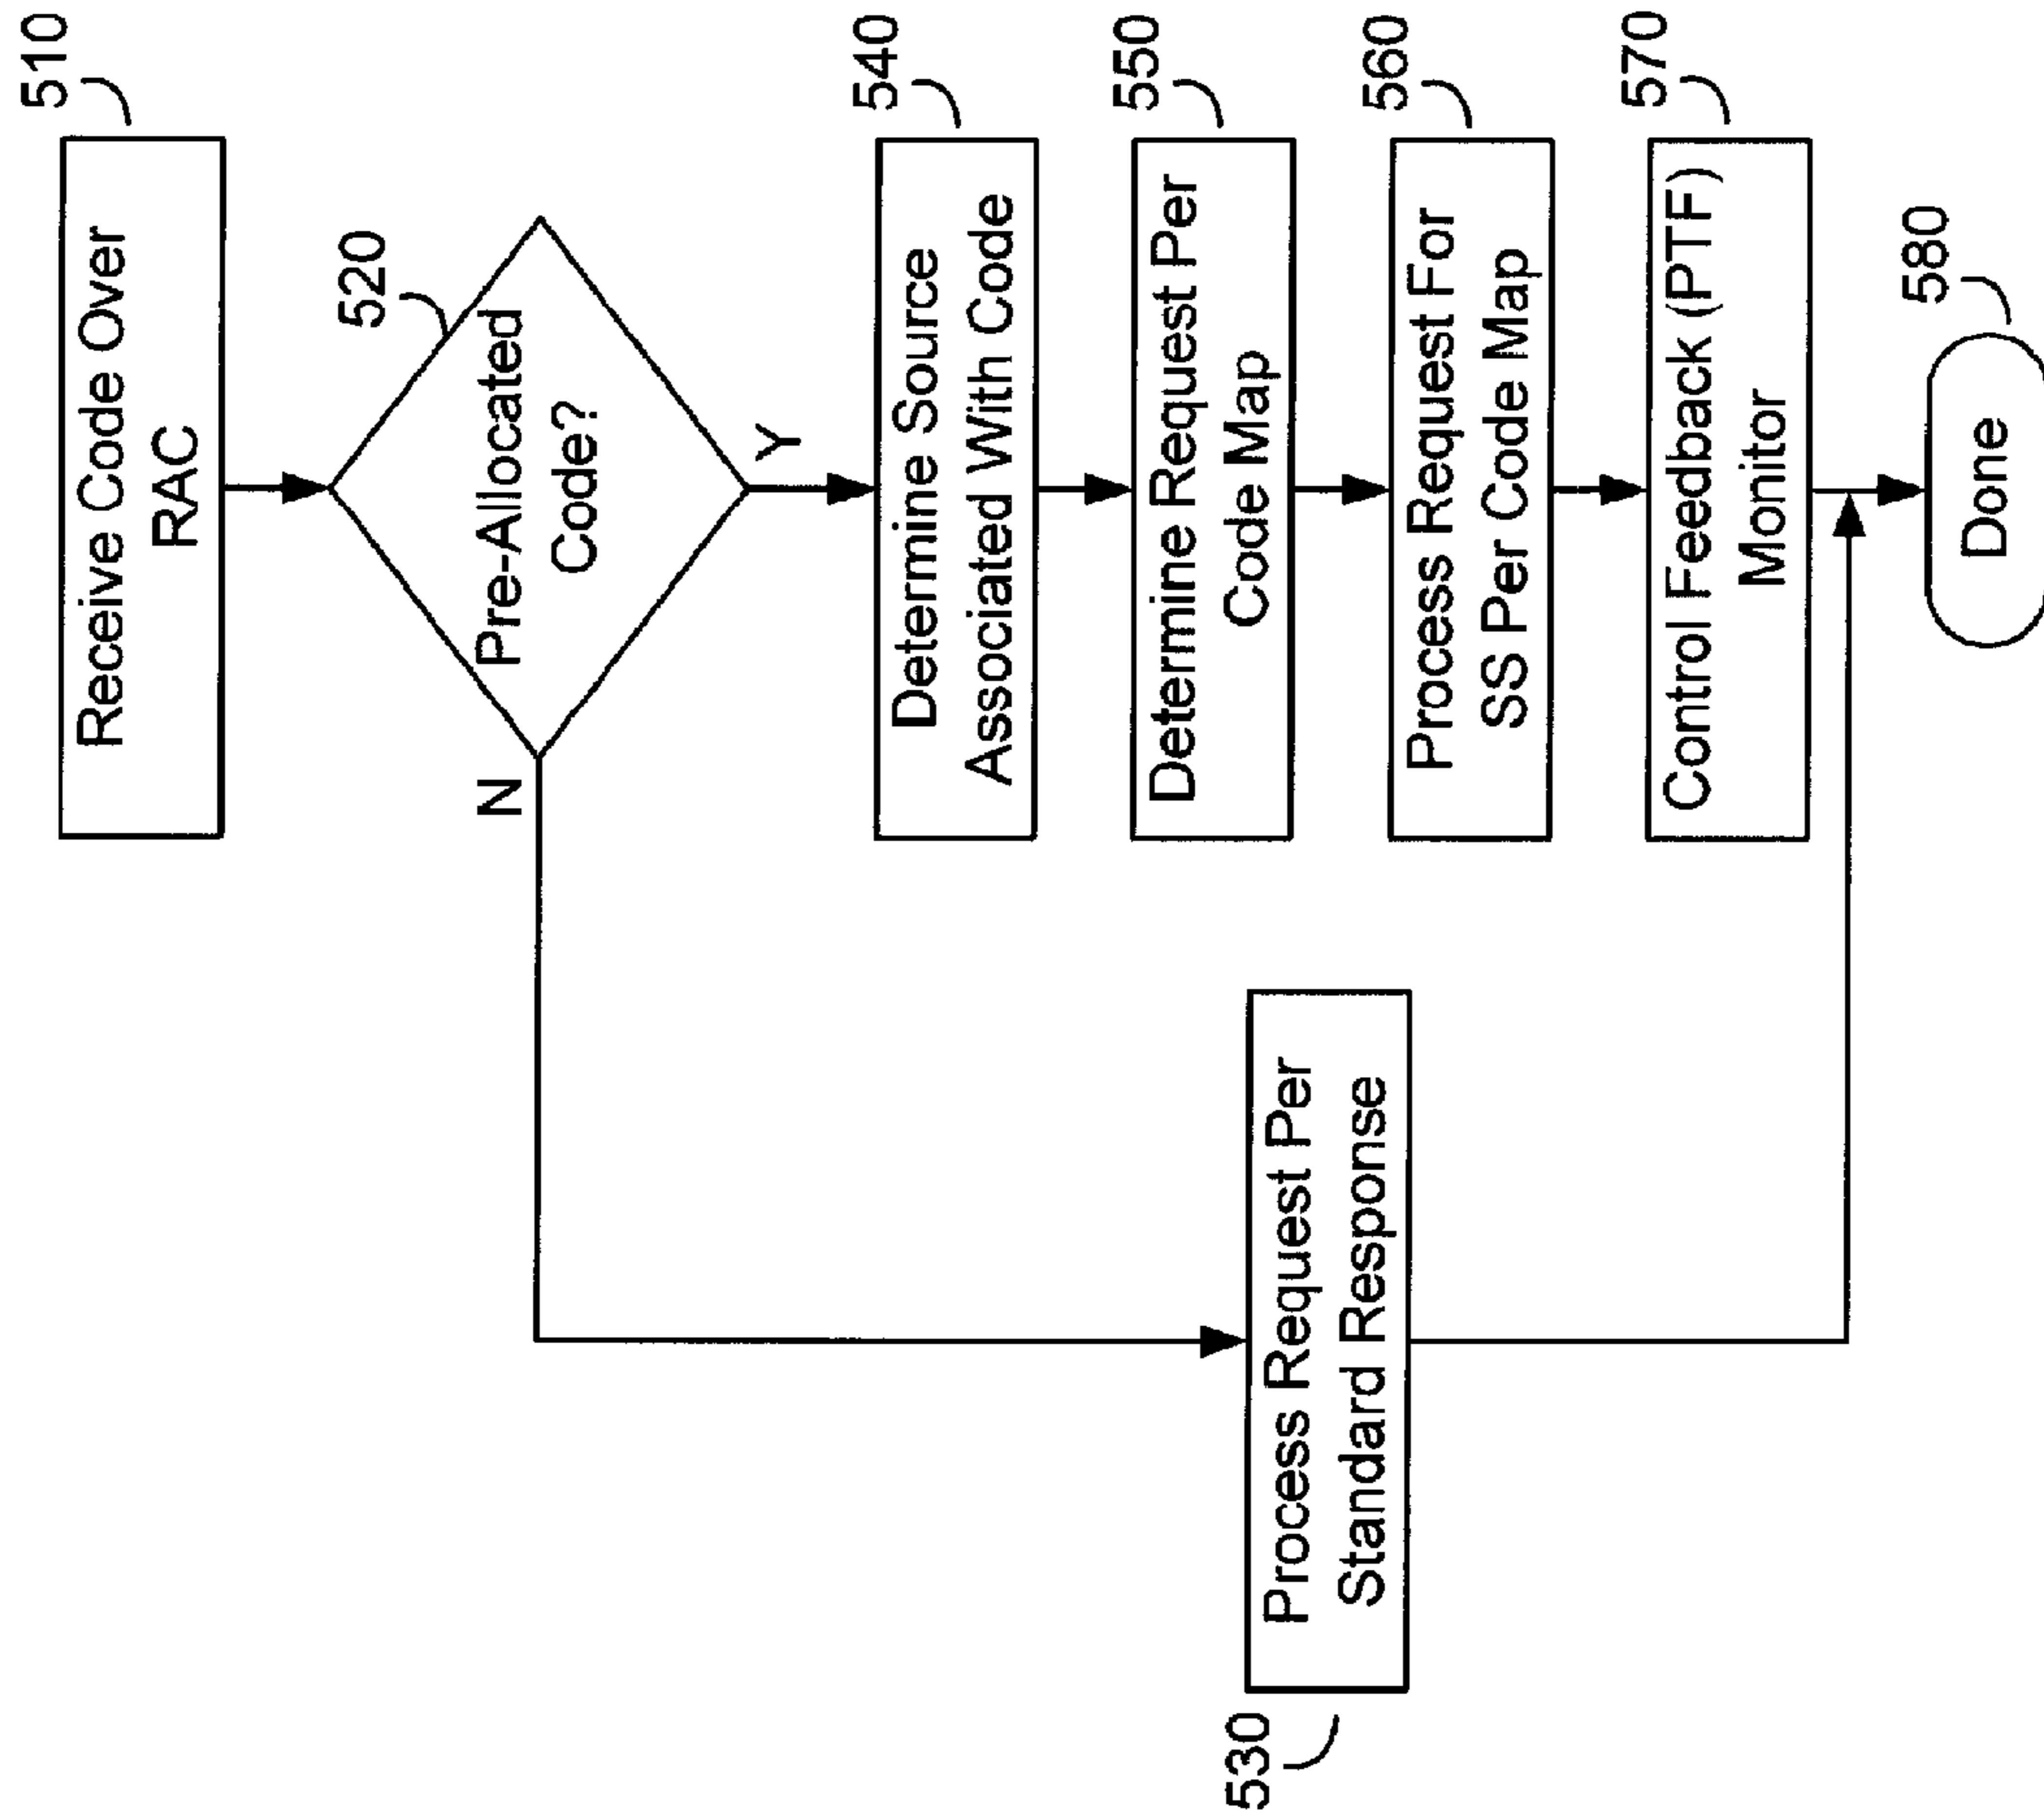 510
Receive Code Over
RAC
520
Pre-Allocated
Code?
N
Y
540
Determine Source
Associated With Code
550
Determine Request Per
Code Map
530
Process Request Per
Standard Response
560
Process Request For
SS Per Code Map
570
Control Feedback (PTF)
Monitor
580
Done